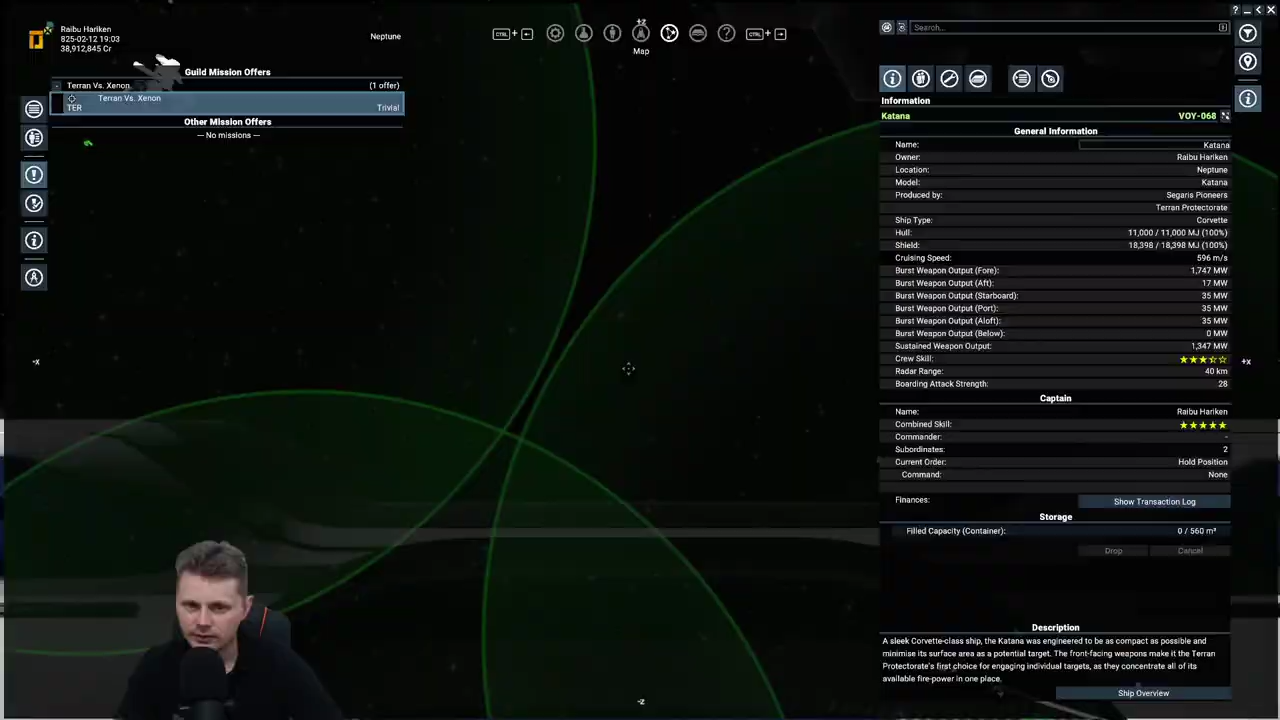 Raibu Hariken
825-02-12 19:03
38,912,845 Cr
Neptune
CTRL +
CTRL +
+Z
Map
?
Search...
? _ < X
Guild Mission Offers
- Terran Vs. Xenon (1 offer)
Terran Vs. Xenon
TER Trivial
Other Mission Offers
--- No missions ---
-X
+X
-Z
Information
Katana VOY-068
General Information
Name: Katana
Owner: Raibu Hariken
Location: Neptune
Model: Katana
Produced by: Segaris Pioneers
Terran Protectorate
Ship Type: Corvette
Hull: 11,000 / 11,000 MJ (100%)
Shield: 18,398 / 18,398 MJ (100%)
Cruising Speed: 596 m/s
Burst Weapon Output (Fore): 1,747 MW
Burst Weapon Output (Aft): 17 MW
Burst Weapon Output (Starboard): 35 MW
Burst Weapon Output (Port): 35 MW
Burst Weapon Output (Aloft): 35 MW
Burst Weapon Output (Below): 0 MW
Sustained Weapon Output: 1,347 MW
Crew Skill: ★★★☆☆
Radar Range: 40 km
Boarding Attack Strength: 28
Captain
Name: Raibu Hariken
Combined Skill: ★★★★★
Commander: -
Subordinates: 2
Current Order: Hold Position
Command: None
Finances: Show Transaction Log
Storage
Filled Capacity (Container): 0 / 560 m³
Drop Cancel
Description
A sleek Corvette-class ship, the Katana was engineered to be as compact as possible and
minimise its surface area as a potential target. The front-facing weapons make it the Terran
Protectorate's first choice for engaging individual targets, as they concentrate all of its
available fire-power in one place.
Ship Overview